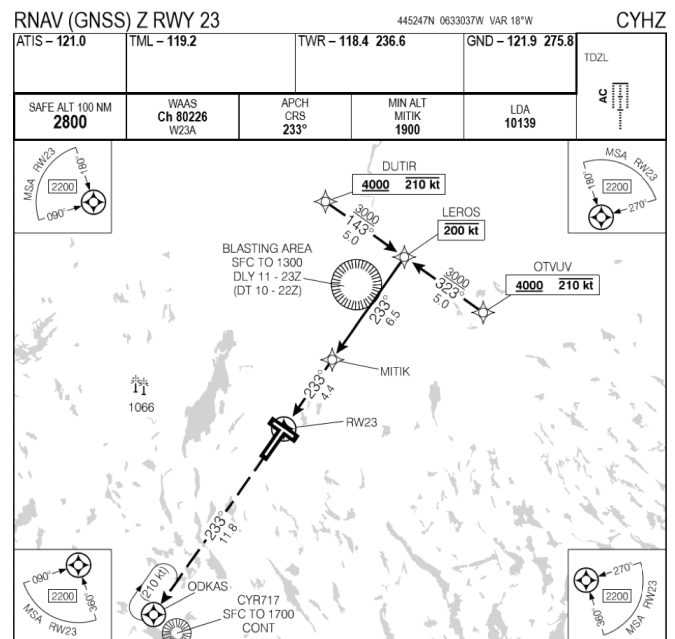 RNAV (GNSS) Z RWY 23
445247N 0633037W VAR 18°W
CYHZ
ATIS – 121.0
TML – 119.2
TWR – 118.4 236.6
GND – 121.9 275.8
TDZL
AC
SAFE ALT 100 NM
2800
WAAS
Ch 80226
W23A
APCH
CRS
233°
MIN ALT
MITIK
1900
LDA
10139
MSA RW23
180°
2200
090°
MSA RW23
180°
2200
270°
DUTIR
4000 210 kt
3000
143°
5.0
LEROS
200 kt
BLASTING AREA
SFC TO 1300
DLY 11 - 23Z
(DT 10 - 22Z)
3000
323°
5.0
OTVUV
4000 210 kt
233°
6.5
MITIK
233°
4.4
1066
RW23
233°
11.8
090°
2200
360°
MSA RW23
(210 kt)
ODKAS
CYR717
SFC TO 1700
CONT
270°
2200
360°
MSA RW23